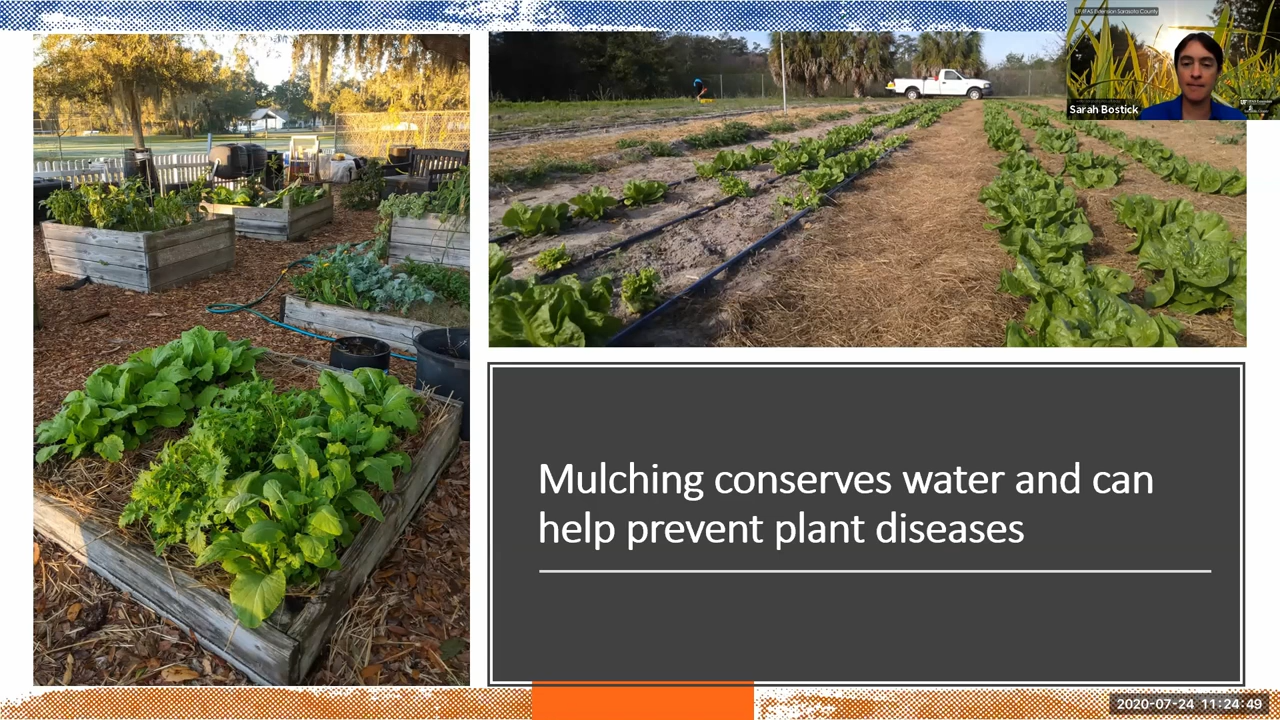 UF/IFAS Extension Sarasota County
Sarah Bostick
Mulching conserves water and can
help prevent plant diseases
2020-07-24 11:24:49